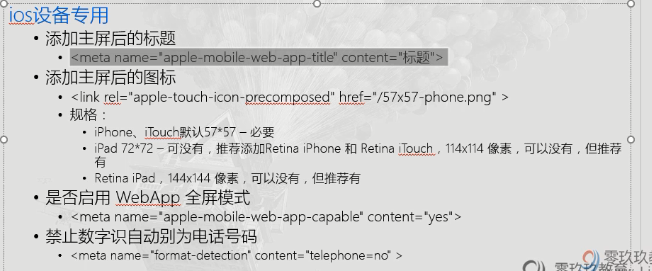 ios设备专用
• 添加主屏后的标题
• <meta name="apple-mobile-web-app-title" content="标题">
• 添加主屏后的图标
• <link rel="apple-touch-icon-precomposed" href="/57x57-phone.png" >
• 规格：
• iPhone、iTouch默认57*57 – 必要
• iPad 72*72 – 可没有，推荐添加Retina iPhone 和 Retina iTouch，114x114 像素，可以没有，但推荐
有
• Retina iPad，144x144 像素，可以没有，但推荐有
• 是否启用 WebApp 全屏模式
• <meta name="apple-mobile-web-app-capable" content="yes">
• 禁止数字识自动别为电话号码
• <meta name="format-detection" content="telephone=no" >
零玖玖教
零玖玖教育